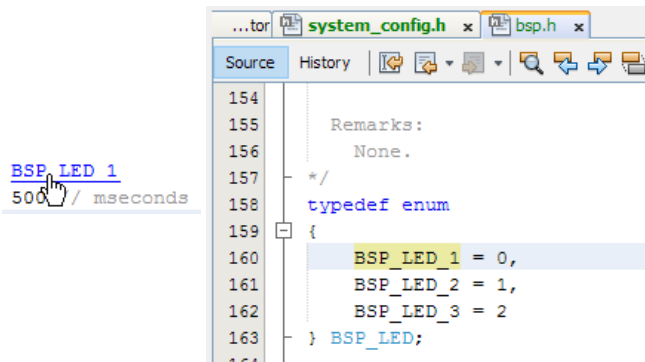 BSP_LED_1
500 // mseconds
...tor system_config.h x bsp.h x
Source History
154
155 Remarks:
156 None.
157 */
158 typedef enum
159 {
160 BSP_LED_1 = 0,
161 BSP_LED_2 = 1,
162 BSP_LED_3 = 2
163 } BSP_LED;